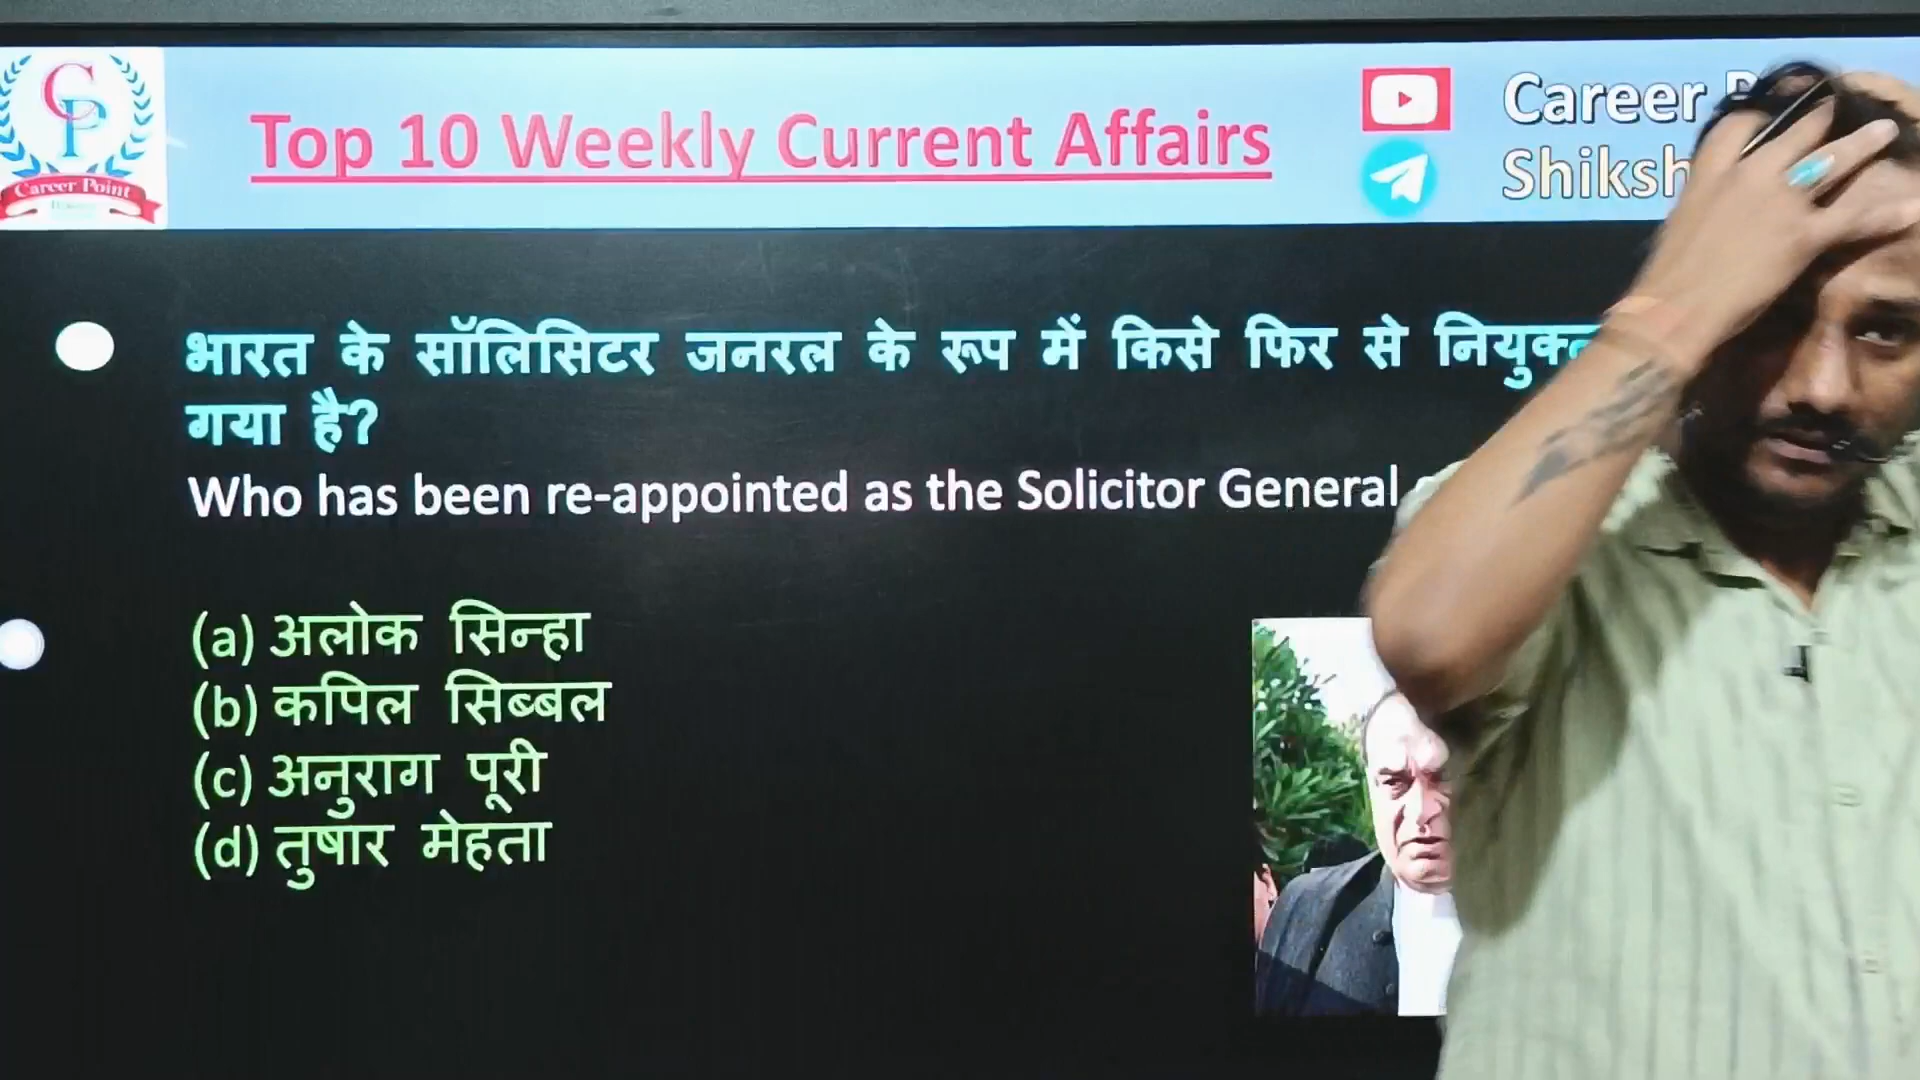 CP
Career Point
Top 10 Weekly Current Affairs
Career
भारत के सॉलिसिटर जनरल के रूप में किसे फिर से
गया है?
Who has been re-appointed as the Solicitor General
(a) अलोक सिन्हा
(b) कपिल सिब्बल
(c) अनुराग पूरी
(d) तुषार मेहता